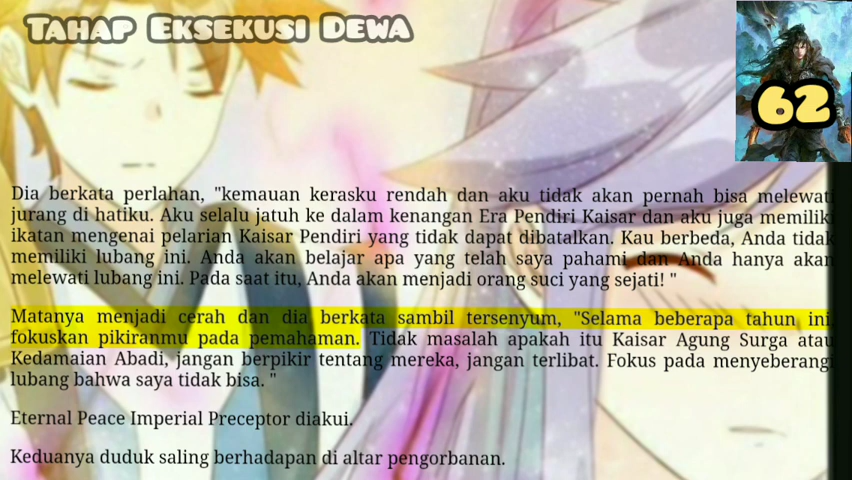 Tahap Eksekusi Dewa
62
Dia berkata perlahan, "kemauan kerasku rendah dan aku tidak akan pernah bisa melewati
jurang di hatiku. Aku selalu jatuh ke dalam kenangan Era Pendiri Kaisar dan aku juga memiliki
ikatan mengenai pelarian Kaisar Pendiri yang tidak dapat dibatalkan. Kau berbeda, Anda tidak
memiliki lubang ini. Anda akan belajar apa yang telah saya pahami dan Anda hanya akan
melewati lubang ini. Pada saat itu, Anda akan menjadi orang suci yang sejati! "
Matanya menjadi cerah dan dia berkata sambil tersenyum, "Selama beberapa tahun ini,
fokuskan pikiranmu pada pemahaman. Tidak masalah apakah itu Kaisar Agung Surga atau
Kedamaian Abadi, jangan berpikir tentang mereka, jangan terlibat. Fokus pada menyeberangi
lubang bahwa saya tidak bisa. "
Eternal Peace Imperial Preceptor diakui.
Keduanya duduk saling berhadapan di altar pengorbanan.